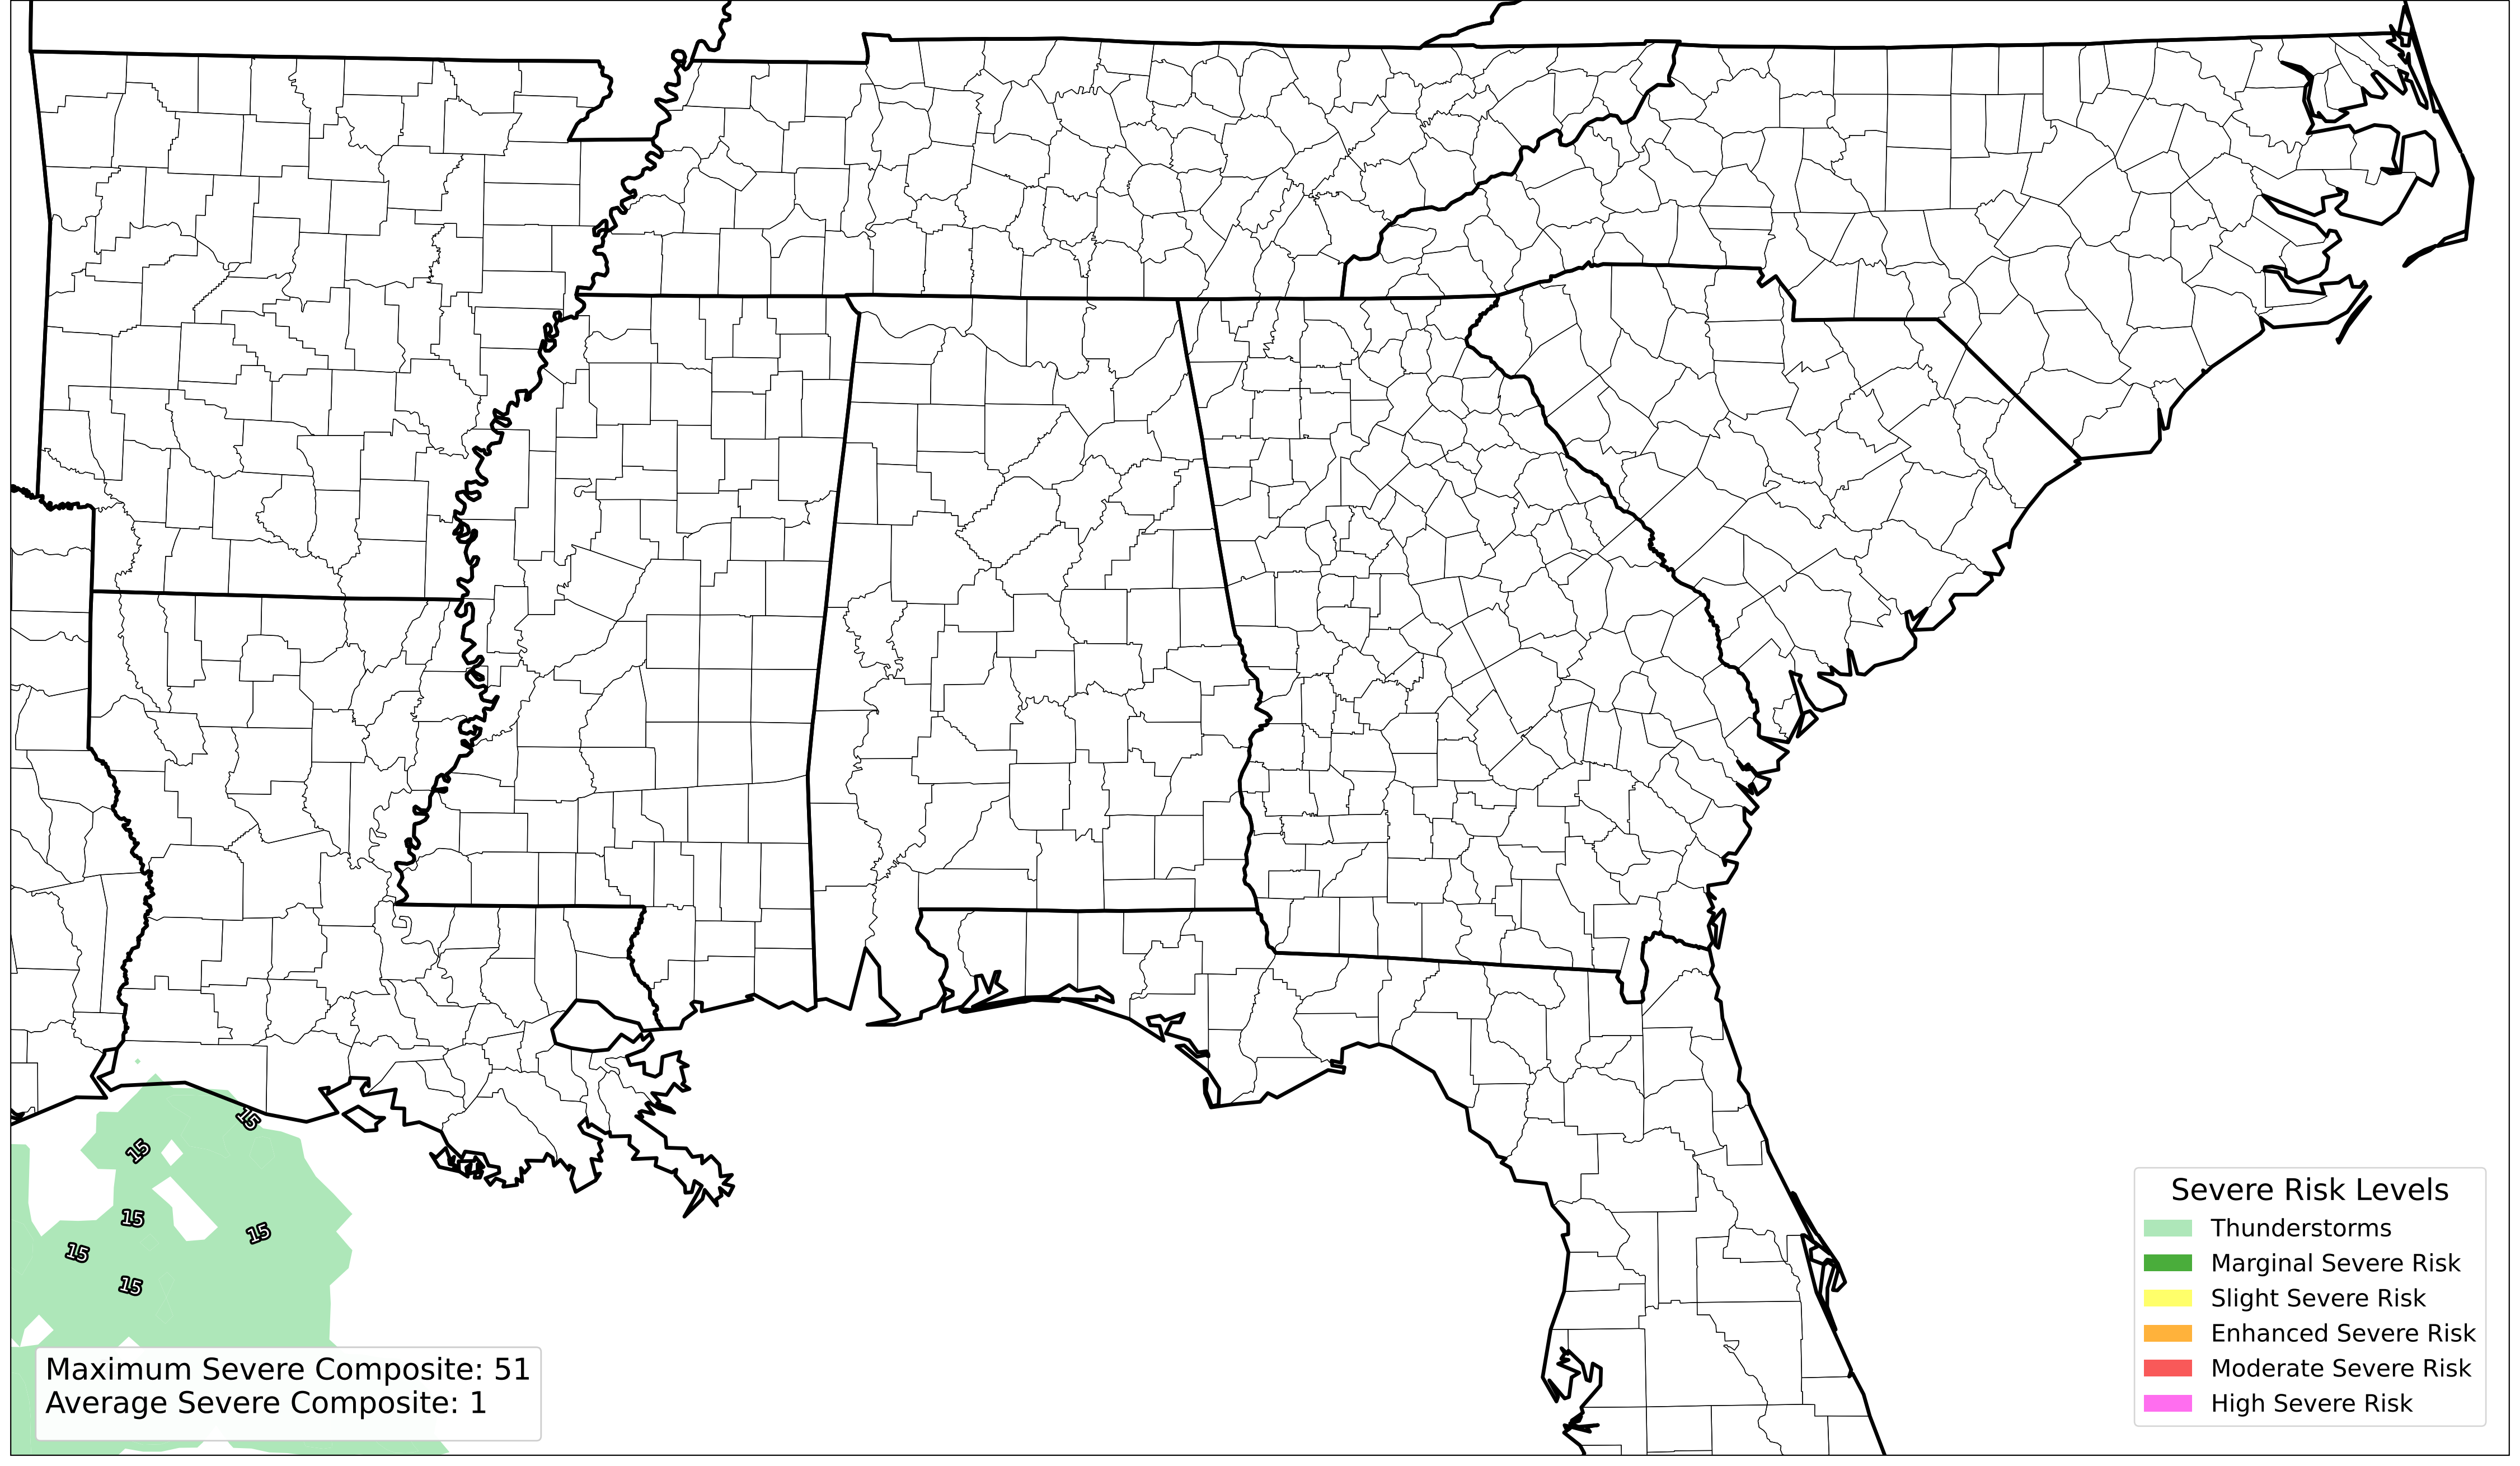 15
15
15
15
15
15
Maximum Severe Composite: 51
Average Severe Composite: 1
Severe Risk Levels
Thunderstorms
Marginal Severe Risk
Slight Severe Risk
Enhanced Severe Risk
Moderate Severe Risk
High Severe Risk